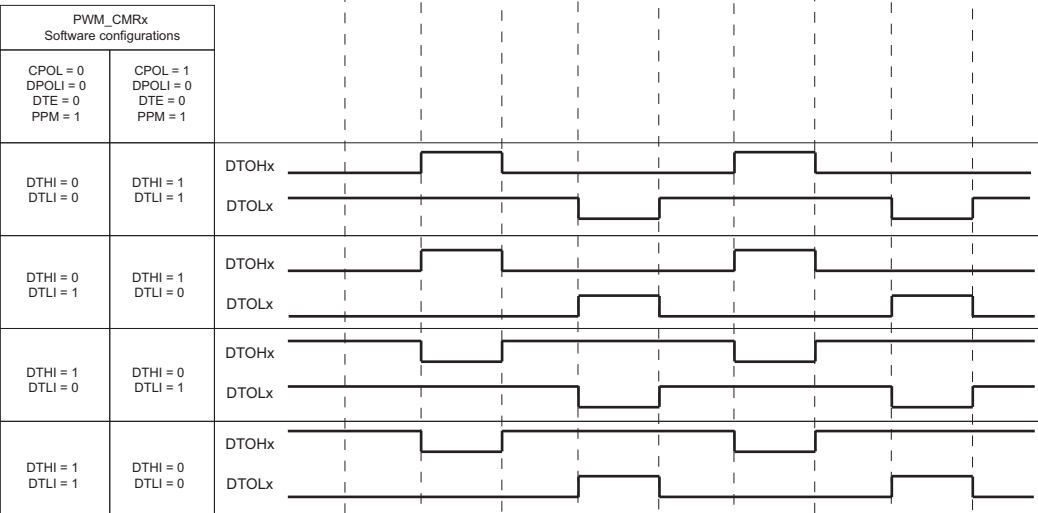 PWM_CMRx
Software configurations
CPOL = 0
DPOLI = 0
DTE = 0
PPM = 1
CPOL = 1
DPOLI = 0
DTE = 0
PPM = 1
DTHI = 0
DTLI = 0
DTHI = 1
DTLI = 1
DTOHx
DTOLx
DTHI = 0
DTLI = 1
DTHI = 1
DTLI = 0
DTOHx
DTOLx
DTHI = 1
DTLI = 0
DTHI = 0
DTLI = 1
DTOHx
DTOLx
DTHI = 1
DTLI = 1
DTHI = 0
DTLI = 0
DTOHx
DTOLx